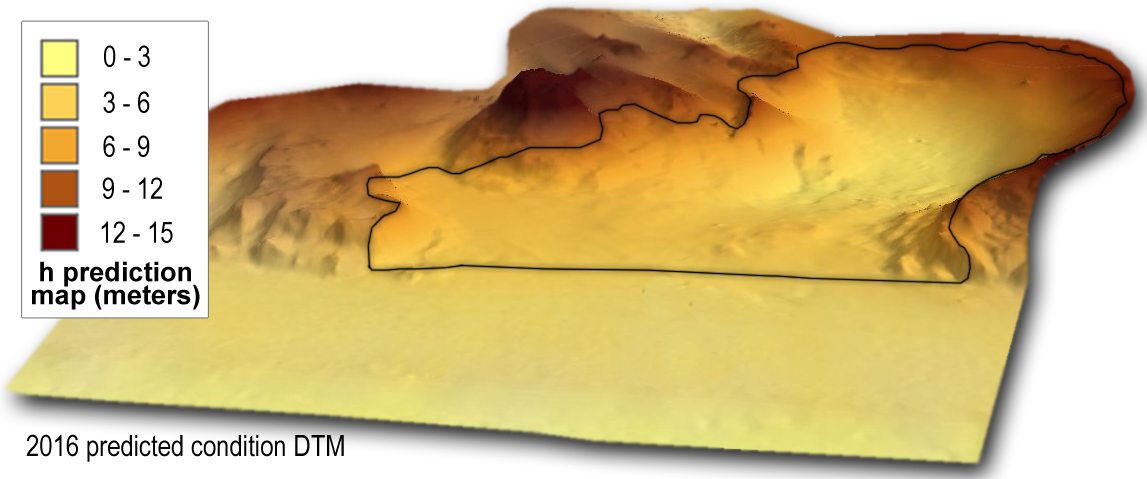 0 - 3
3 - 6
6 - 9
9 - 12
12 - 15
h prediction
map (meters)
2016 predicted condition DTM